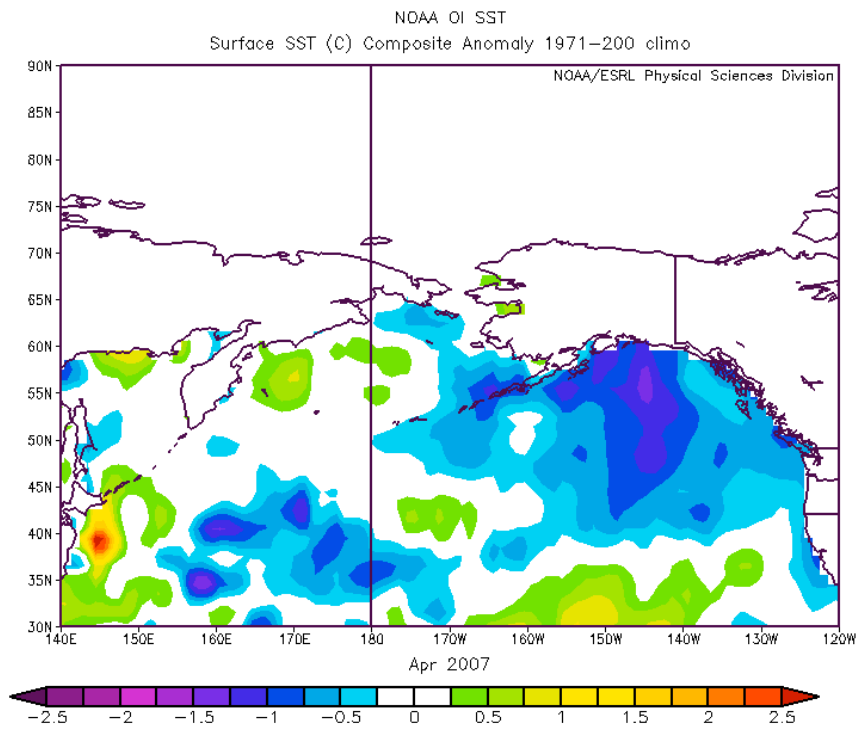 NOAA OI SST
Surface SST (C) Composite Anomaly 1971-200 climo
NOAA/ESRL Physical Sciences Division
90N
85N
80N
75N
70N
65N
60N
55N
50N
45N
40N
35N
30N
140E 150E 160E 170E 180 170W 160W 150W 140W 130W 120W
Apr 2007
-2.5 -2 -1.5 -1 -0.5 0 0.5 1 1.5 2 2.5